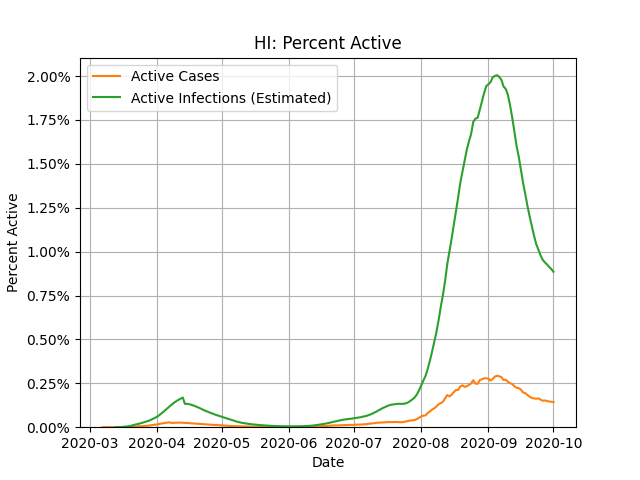 HI: Percent Active
Active Cases
Active Infections (Estimated)
2.00%
1.75%
1.50%
1.25%
1.00%
0.75%
0.50%
0.25%
0.00%
Percent Active
2020-03 2020-04 2020-05 2020-06 2020-07 2020-08 2020-09 2020-10
Date